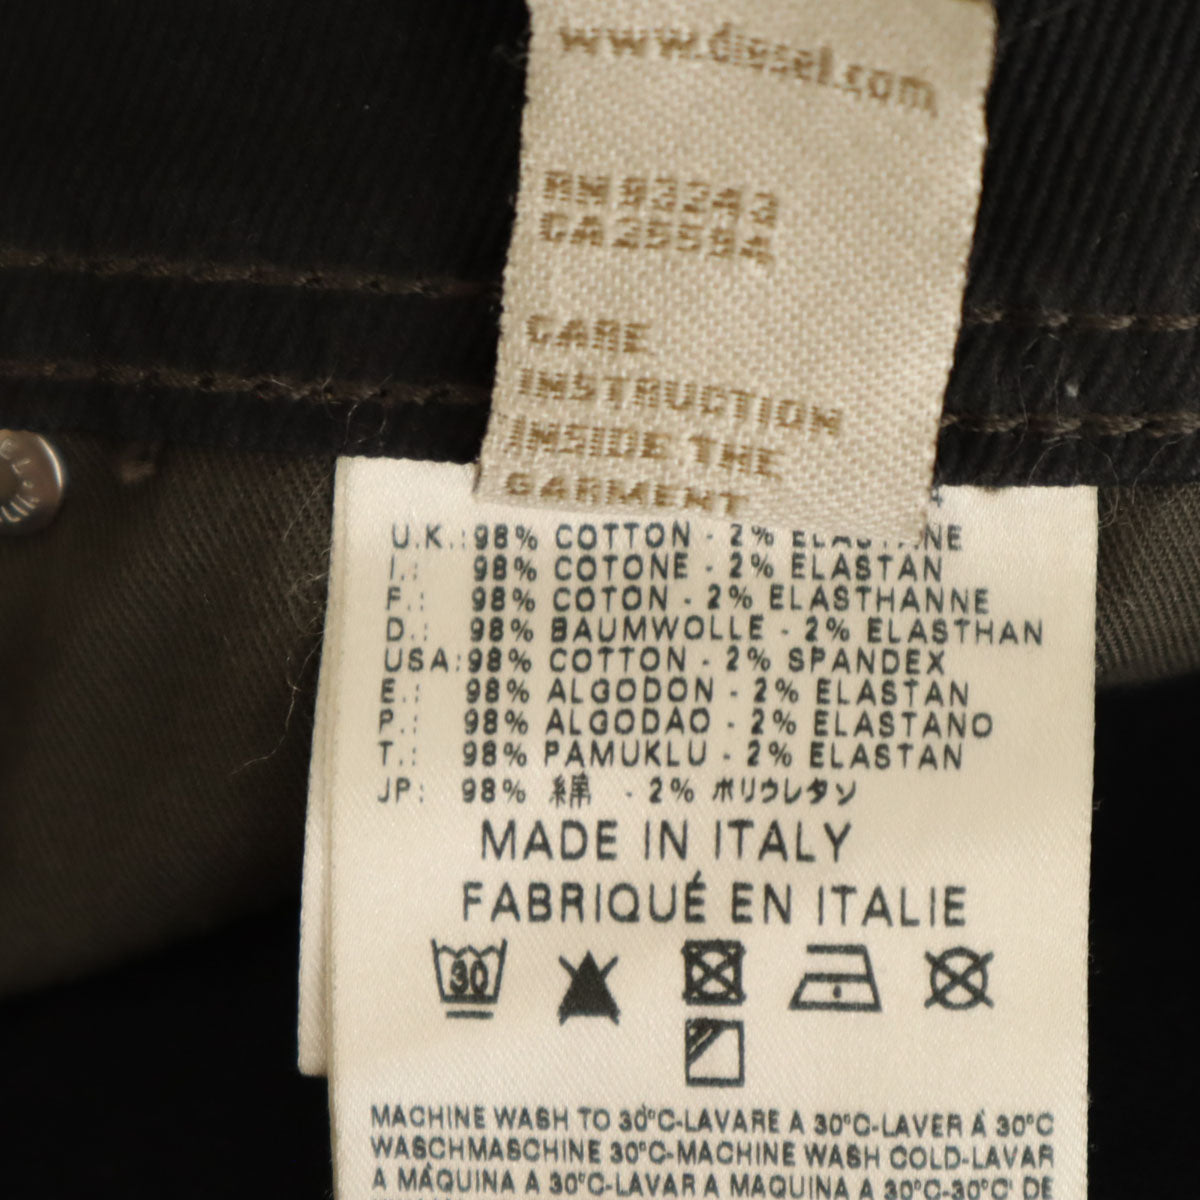 www.diesel.com
RN 93243
CA 25594
CARE
INSTRUCTION
INSIDE THE
GARMENT
U.K.: 98% COTTON - 2% ELASTANE
I.: 98% COTONE - 2% ELASTAN
F.: 98% COTON - 2% ELASTHANNE
D.: 98% BAUMWOLLE - 2% ELASTHAN
USA: 98% COTTON - 2% SPANDEX
E.: 98% ALGODON - 2% ELASTAN
P.: 98% ALGODAO - 2% ELASTANO
T.: 98% PAMUKLU - 2% ELASTAN
JP: 98% 綿 - 2% ポリウレタン
MADE IN ITALY
FABRIQUÉ EN ITALIE
30
MACHINE WASH TO 30°C-LAVARE A 30°C-LAVER Á 30°C
WASCHMASCHINE 30°C-MACHINE WASH COLD-LAVAR
A MÁQUINA A 30°C-LAVAR A MAQUINA A 30°C-30°C' DE